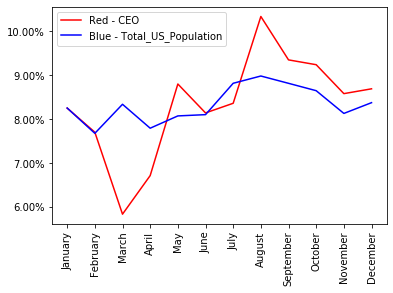 Red - CEO
Blue - Total_US_Population
10.00%
9.00%
8.00%
7.00%
6.00%
January
February
March
April
May
June
July
August
September
October
November
December